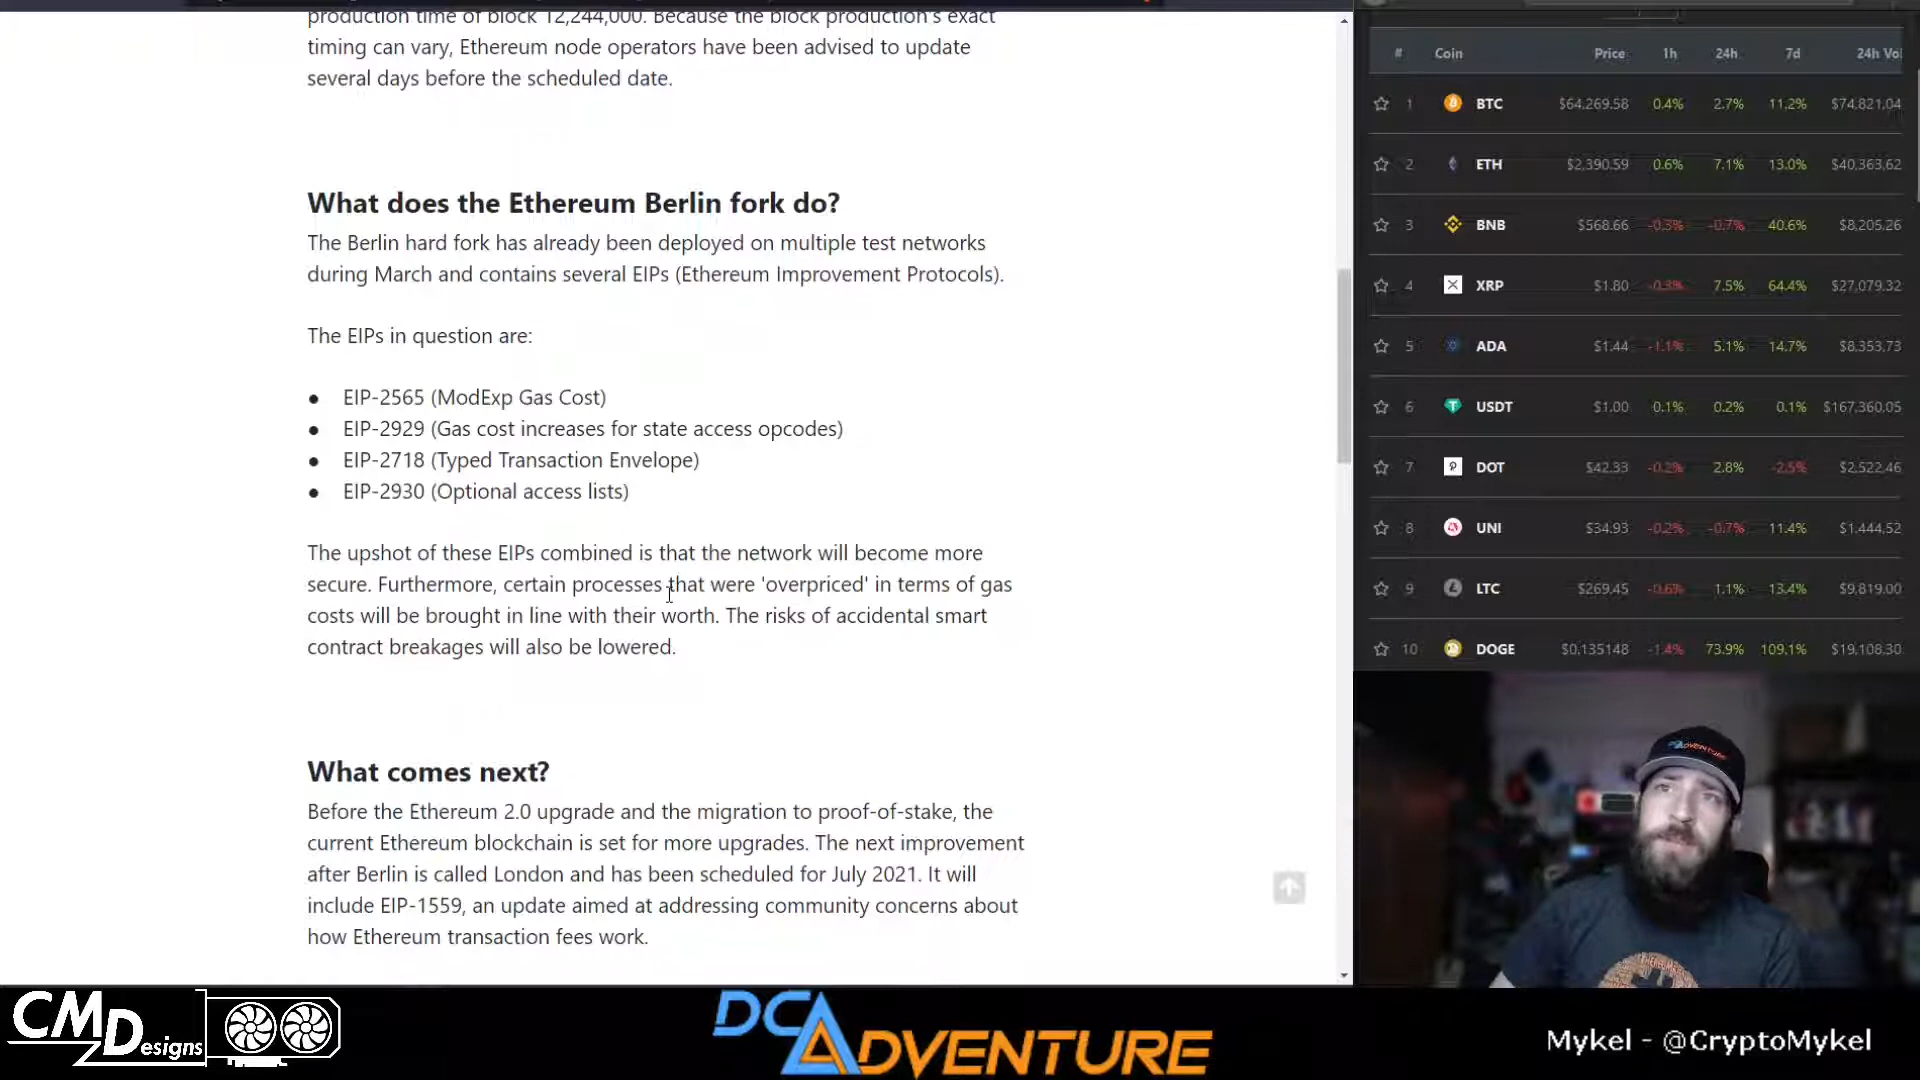 production time of block 12,244,000. Because the block production's exact
timing can vary, Ethereum node operators have been advised to update
several days before the scheduled date.
What does the Ethereum Berlin fork do?
The Berlin hard fork has already been deployed on multiple test networks
during March and contains several EIPs (Ethereum Improvement Protocols).
The EIPs in question are:
● EIP-2565 (ModExp Gas Cost)
● EIP-2929 (Gas cost increases for state access opcodes)
● EIP-2718 (Typed Transaction Envelope)
● EIP-2930 (Optional access lists)
The upshot of these EIPs combined is that the network will become more
secure. Furthermore, certain processes that were 'overpriced' in terms of gas
costs will be brought in line with their worth. The risks of accidental smart
contract breakages will also be lowered.
What comes next?
Before the Ethereum 2.0 upgrade and the migration to proof-of-stake, the
current Ethereum blockchain is set for more upgrades. The next improvement
after Berlin is called London and has been scheduled for July 2021. It will
include EIP-1559, an update aimed at addressing community concerns about
how Ethereum transaction fees work.
# Coin Price 1h 24h 7d 24h Vo
1 BTC $64,269.58 0.4% 2.7% 11.2% $74,821,04
2 ETH $2,390.59 0.6% 7.1% 13.0% $40,363,62
3 BNB $568.66 -0.3% -0.7% 40.6% $8,205,26
4 XRP $1.80 -0.3% 7.5% 64.4% $27,079,32
5 ADA $1.44 -1.1% 5.1% 14.7% $8,353,73
6 USDT $1.00 0.1% 0.2% 0.1% $167,360,05
7 DOT $42.33 -0.2% 2.8% -2.5% $2,522,46
8 UNI $34.93 -0.2% -0.7% 11.4% $1,444,52
9 LTC $269.45 -0.6% 1.1% 13.4% $9,819,00
10 DOGE $0.135148 -1.4% 73.9% 109.1% $19,108,30
DCADVENTURE
CMDesigns
DCADVENTURE
Mykel - @CryptoMykel